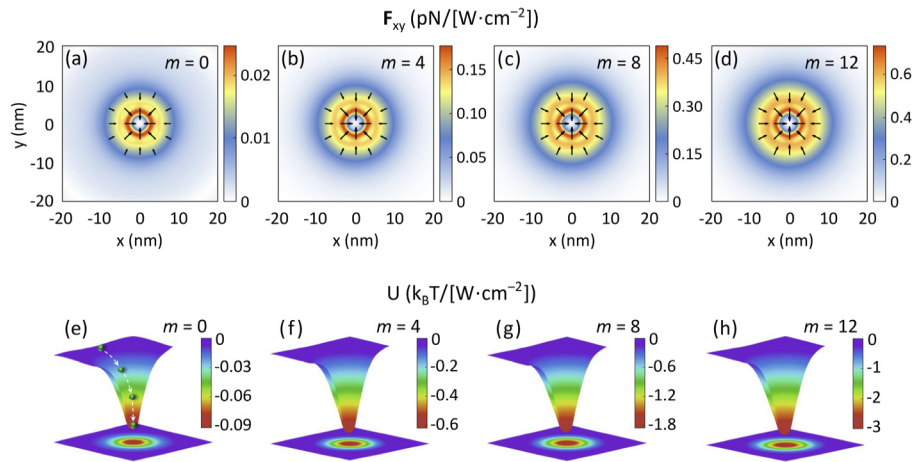 F_xy (pN/[W·cm⁻²])
(a) m = 0
(b) m = 4
(c) m = 8
(d) m = 12
20
10
0
-10
-20
y (nm)
-20 -10 0 10 20
x (nm)
0.02
0.01
0
-20 -10 0 10 20
x (nm)
0.15
0.10
0.05
0
-20 -10 0 10 20
x (nm)
0.45
0.30
0.15
0
-20 -10 0 10 20
x (nm)
0.6
0.4
0.2
0
U (k_BT/[W·cm⁻²])
(e) m = 0
0
-0.03
-0.06
-0.09
(f) m = 4
0
-0.2
-0.4
-0.6
(g) m = 8
0
-0.6
-1.2
-1.8
(h) m = 12
0
-1
-2
-3